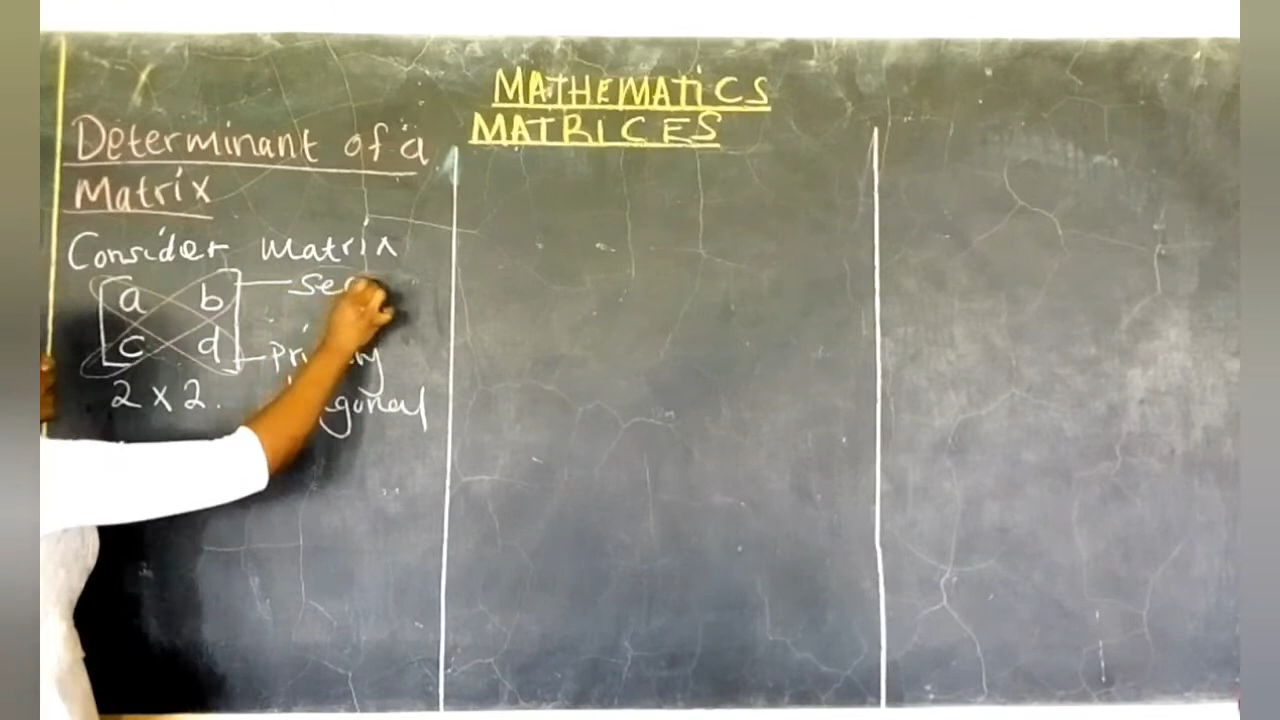 MATHEMATICS
MATRICES
Determinant of a
Matrix
Consider matrix
a b
c d
2 x 2.